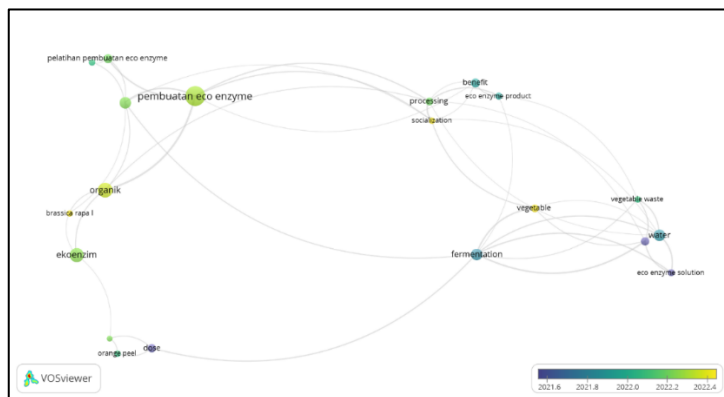 pelatihan pembuatan eco enzyme
benefit
pembuatan eco enzyme
eco enzyme product
processing
socialization
organik
vegetable waste
brassica rapa l
vegetable
water
ekoenzim
fermentation
eco enzyme solution
orange peel
dose
VOSviewer
2021.6 2021.8 2022.0 2022.2 2022.4